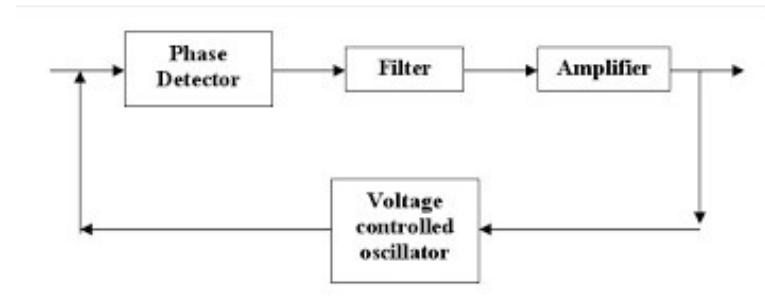 Phase
Detector
Filter
Amplifier
Voltage
controlled
oscillator